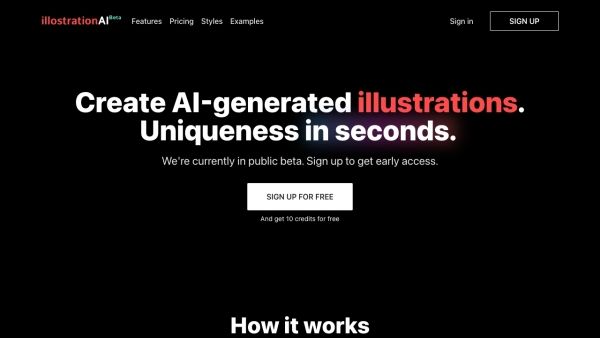 illostrationAI Beta
Features
Pricing
Styles
Examples
Sign in
SIGN UP
Create AI-generated illustrations.
Uniqueness in seconds.
We're currently in public beta. Sign up to get early access.
SIGN UP FOR FREE
And get 10 credits for free
How it works